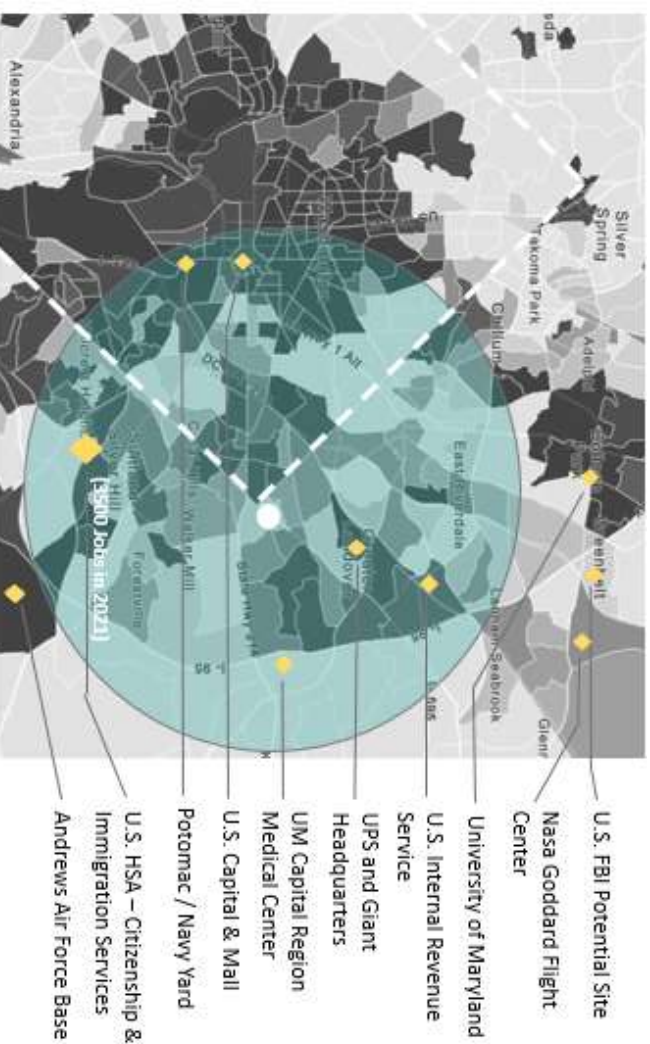 Silver
Spring
Takoma Park
Chillum
Alexandria
East Riverdale
Lanham-Seabrook
Forestville
Walker Mill
I- 95
(3500 Jobs in 2021)
U.S. FBI Potential Site
Nasa Goddard Flight
Center
University of Maryland
U.S. Internal Revenue
Service
UPS and Giant
Headquarters
UM Capital Region
Medical Center
U.S. Capital & Mall
Potomac / Navy Yard
U.S. HSA – Citizenship &
Immigration Services
Andrews Air Force Base